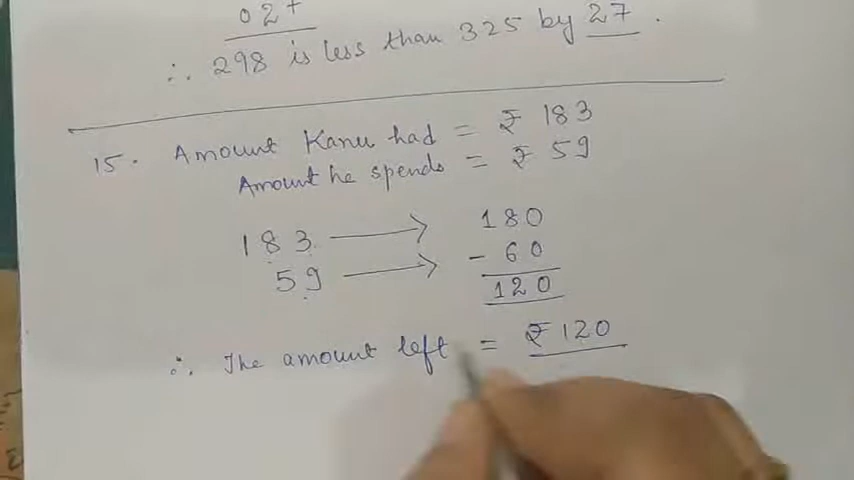 027
∴ 298 is less than 325 by 27.
15. Amount Kanu had = ₹ 183
Amount he spends = ₹ 59
183 → 180
59 → - 60
120
∴ The amount left = ₹120